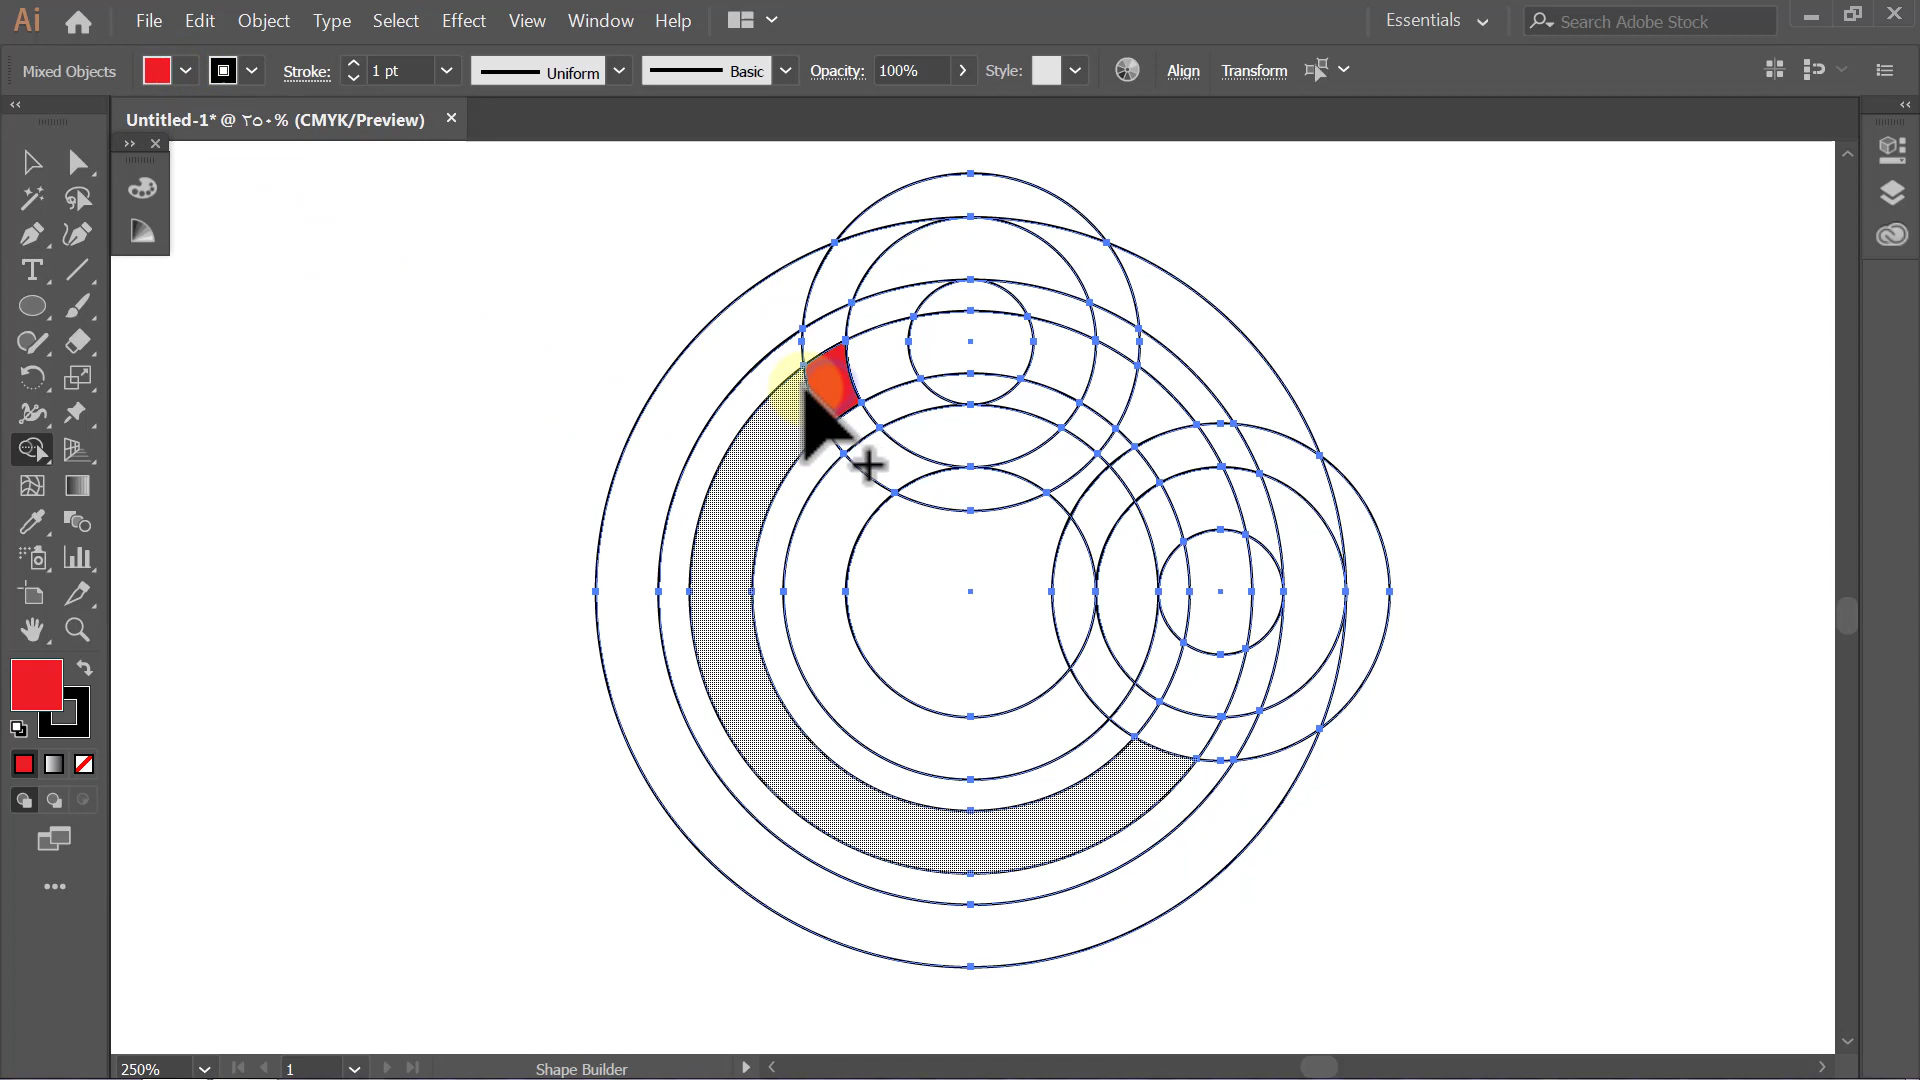 Ai File Edit Object Type Select Effect View Window Help Essentials Search Adobe Stock
Mixed Objects Stroke: 1 pt Uniform Basic Opacity: 100% Style: Align Transform
Untitled-1* @ ٢٥٠% (CMYK/Preview)
250% 1 Shape Builder